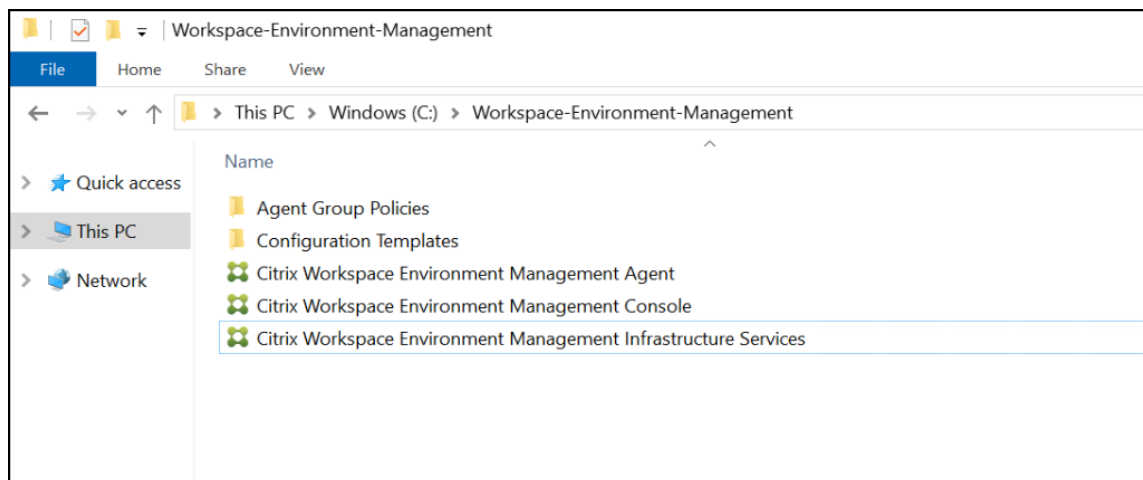 Workspace-Environment-Management
File Home Share View
This PC > Windows (C:) > Workspace-Environment-Management
Name
Quick access
This PC
Network
Agent Group Policies
Configuration Templates
Citrix Workspace Environment Management Agent
Citrix Workspace Environment Management Console
Citrix Workspace Environment Management Infrastructure Services